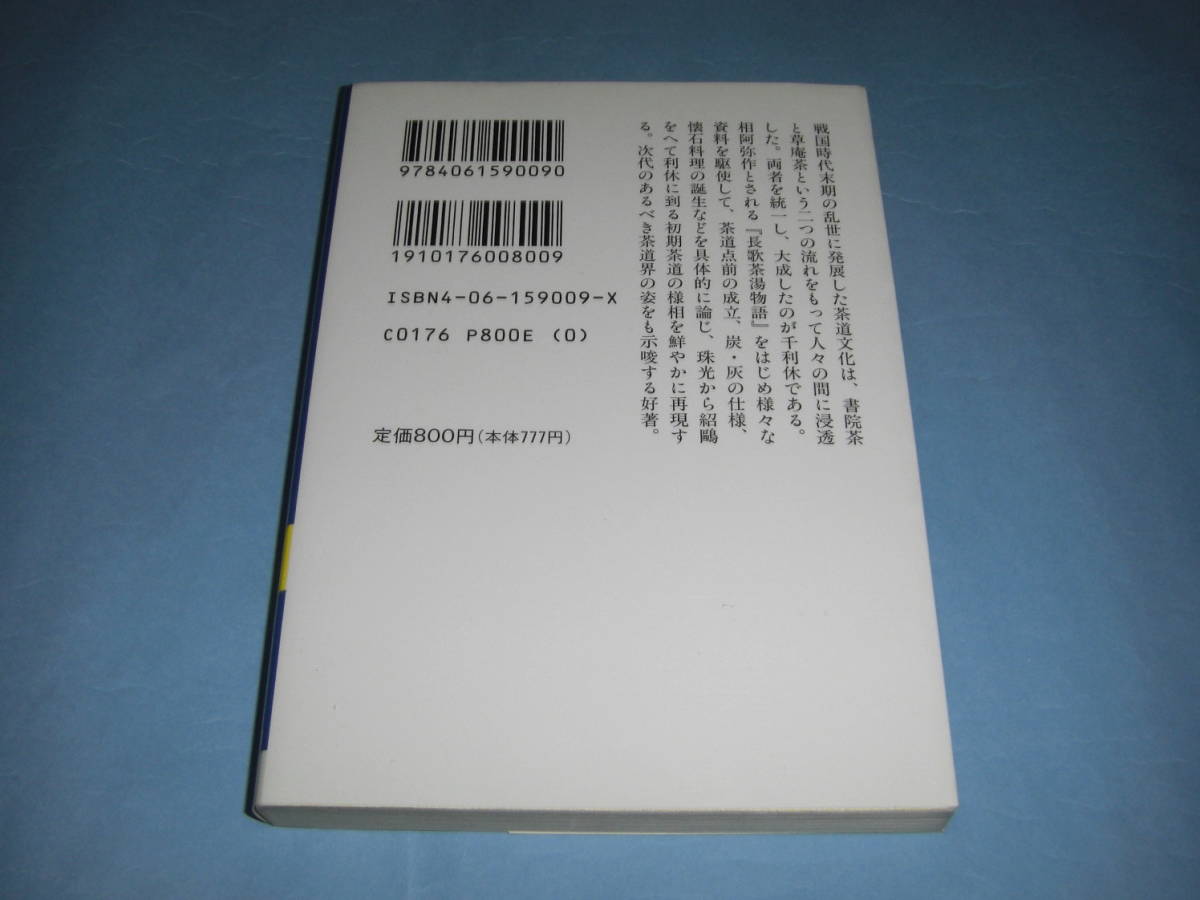 戦国時代末期の乱世に発展した茶道文化は、書院茶
と草庵茶という二つの流れをもって人々の間に浸透
した。両者を統一し、大成したのが千利休である。
相阿弥作とされる『長歌茶湯物語』をはじめ様々な
資料を駆使して、茶道点前の成立、炭・灰の仕様、
懐石料理の誕生などを具体的に論じ、珠光から紹鷗
をへて利休に到る初期茶道の様相を鮮やかに再現す
る。次代のあるべき茶道界の姿をも示唆する好著。
9784061590090
1910176008009
ISBN4-06-159009-X
C0176 P800E (0)
定価800円(本体777円)